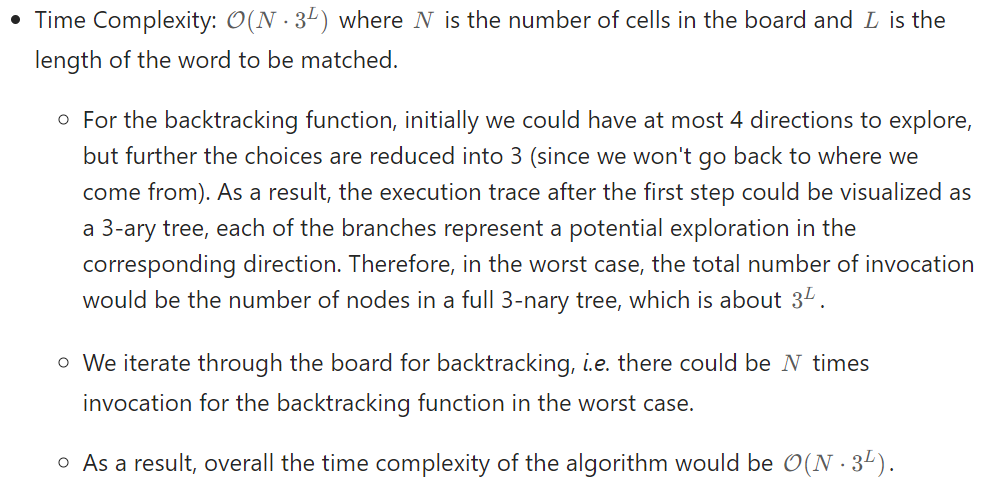 • Time Complexity: 𝒪(N · 3^L) where N is the number of cells in the board and L is the
length of the word to be matched.
◦ For the backtracking function, initially we could have at most 4 directions to explore,
but further the choices are reduced into 3 (since we won't go back to where we
come from). As a result, the execution trace after the first step could be visualized as
a 3-ary tree, each of the branches represent a potential exploration in the
corresponding direction. Therefore, in the worst case, the total number of invocation
would be the number of nodes in a full 3-nary tree, which is about 3^L.
◦ We iterate through the board for backtracking, i.e. there could be N times
invocation for the backtracking function in the worst case.
◦ As a result, overall the time complexity of the algorithm would be 𝒪(N · 3^L).